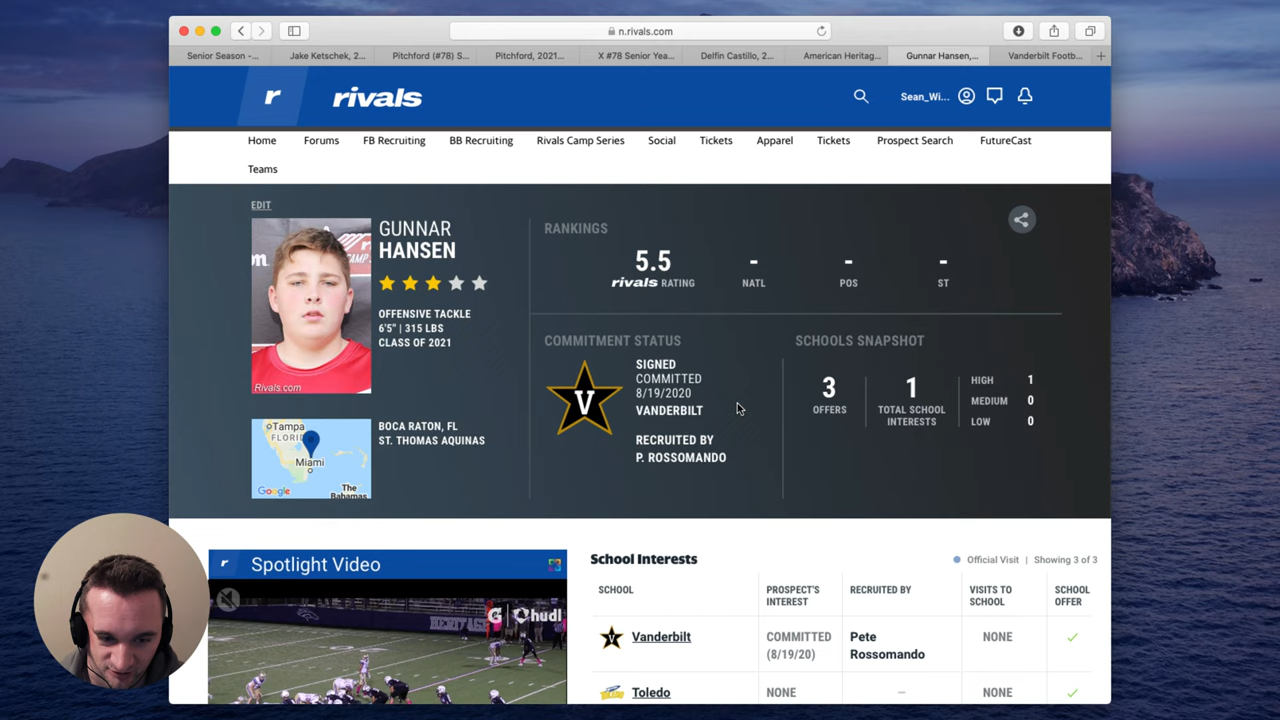 n.rivals.com
Senior Season -...
Jake Ketschek, 2...
Pitchford (#78) S...
Pitchford, 2021...
X #78 Senior Yea...
Delfin Castillo, 2...
American Heritag...
Gunnar Hansen,...
Vanderbilt Footb...
r rivals
Sean_Wi...
Home
Forums
FB Recruiting
BB Recruiting
Rivals Camp Series
Social
Tickets
Apparel
Tickets
Prospect Search
FutureCast
Teams
EDIT
GUNNAR
HANSEN
Rivals.com
OFFENSIVE TACKLE
6'5" | 315 LBS
CLASS OF 2021
Tampa
Miami
The
Bahamas
Google
BOCA RATON, FL
ST. THOMAS AQUINAS
RANKINGS
5.5 - - -
rivals RATING NATL POS ST
COMMITMENT STATUS
V
SIGNED
COMMITTED
8/19/2020
VANDERBILT
RECRUITED BY
P. ROSSOMANDO
SCHOOLS SNAPSHOT
3
OFFERS
1
TOTAL SCHOOL
INTERESTS
HIGH 1
MEDIUM 0
LOW 0
r Spotlight Video
HERITAGE
G hudl
School Interests
Official Visit | Showing 3 of 3
SCHOOL
PROSPECT'S
INTEREST
RECRUITED BY
VISITS TO
SCHOOL
SCHOOL
OFFER
Vanderbilt
COMMITTED
(8/19/20)
Pete
Rossomando
NONE
Toledo
NONE
–
NONE